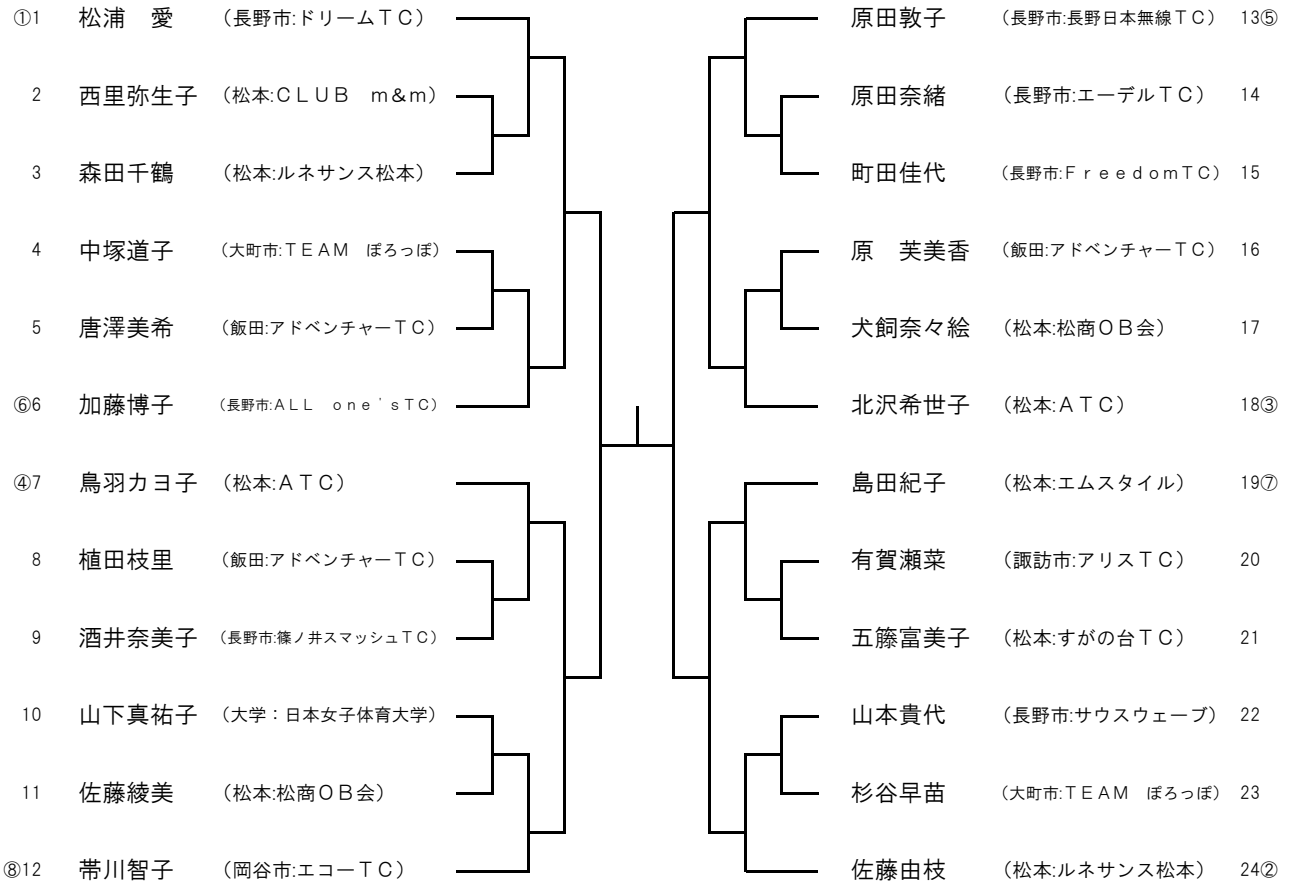 ①1 松浦 愛 (長野市:ドリームTC)
2 西里弥生子 (松本:CLUB m&m)
3 森田千鶴 (松本:ルネサンス松本)
4 中塚道子 (大町市:TEAM ぽろっぽ)
5 唐澤美希 (飯田:アドベンチャーTC)
⑥6 加藤博子 (長野市:ALL one'sTC)
④7 鳥羽カヨ子 (松本:ATC)
8 植田枝里 (飯田:アドベンチャーTC)
9 酒井奈美子 (長野市:篠ノ井スマッシュTC)
10 山下真祐子 (大学:日本女子体育大学)
11 佐藤綾美 (松本:松商OB会)
⑧12 帯川智子 (岡谷市:エコーTC)
原田敦子 (長野市:長野日本無線TC) 13⑤
原田奈緒 (長野市:エーデルTC) 14
町田佳代 (長野市:FreedomTC) 15
原 芙美香 (飯田:アドベンチャーTC) 16
犬飼奈々絵 (松本:松商OB会) 17
北沢希世子 (松本:ATC) 18③
島田紀子 (松本:エムスタイル) 19⑦
有賀瀬菜 (諏訪市:アリスTC) 20
五籐富美子 (松本:すがの台TC) 21
山本貴代 (長野市:サウスウェーブ) 22
杉谷早苗 (大町市:TEAM ぽろっぽ) 23
佐藤由枝 (松本:ルネサンス松本) 24②